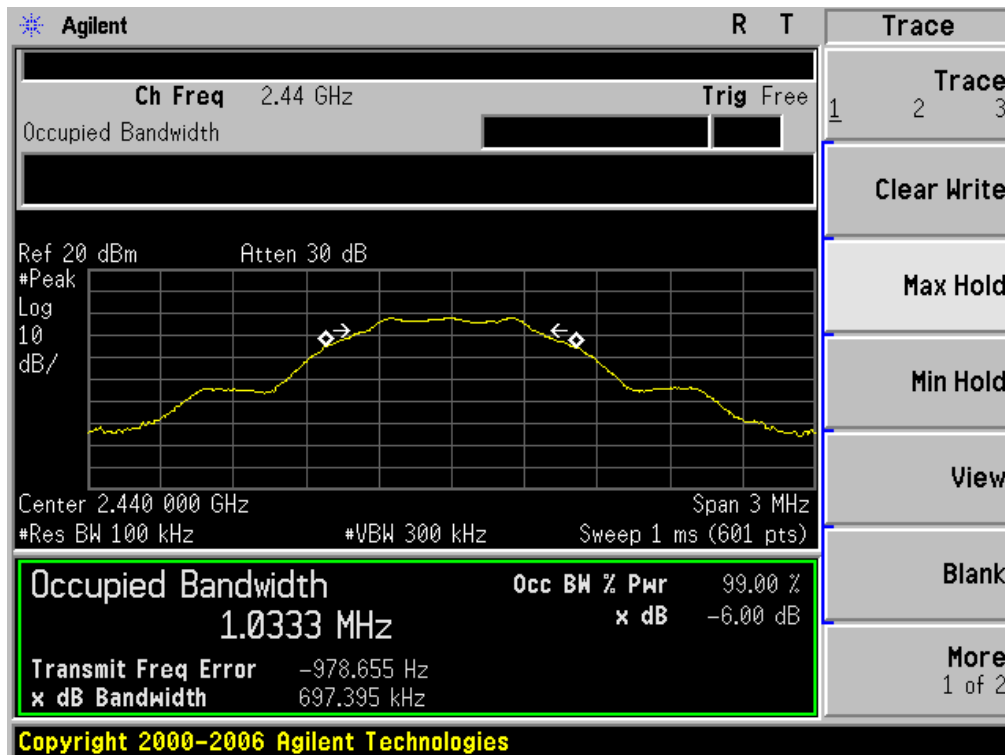 Agilent R T Trace
Ch Freq 2.44 GHz Trig Free
Occupied Bandwidth
Trace
1 2 3
Clear Write
Max Hold
Min Hold
View
Blank
More
1 of 2
Ref 20 dBm Atten 30 dB
#Peak
Log
10
dB/
Center 2.440 000 GHz Span 3 MHz
#Res BW 100 kHz #VBW 300 kHz Sweep 1 ms (601 pts)
Occupied Bandwidth
1.0333 MHz
Occ BW % Pwr 99.00 %
x dB -6.00 dB
Transmit Freq Error -978.655 Hz
x dB Bandwidth 697.395 kHz
Copyright 2000-2006 Agilent Technologies